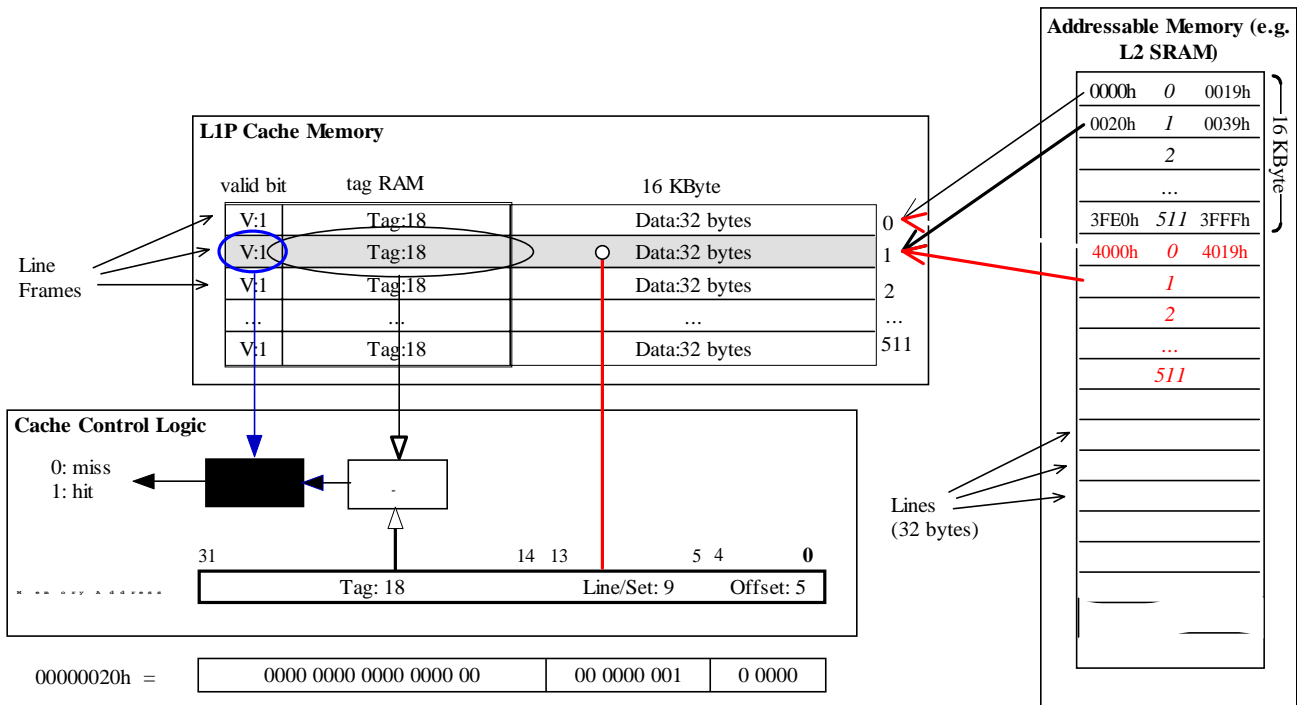 Addressable Memory (e.g.
L2 SRAM)
0000h 0 0019h
0020h 1 0039h
2
...
3FE0h 511 3FFFh
16 KByte
4000h 0 4019h
1
2
...
511
Lines
(32 bytes)
L1P Cache Memory
valid bit tag RAM 16 KByte
V:1 Tag:18 Data:32 bytes 0
V:1 Tag:18 Data:32 bytes 1
V:1 Tag:18 Data:32 bytes 2
... ... ... ...
V:1 Tag:18 Data:32 bytes 511
Line
Frames
Cache Control Logic
0: miss
1: hit
-
31 14 13 5 4 0
Memory Address Tag: 18 Line/Set: 9 Offset: 5
00000020h = 0000 0000 0000 0000 00 00 0000 001 0 0000